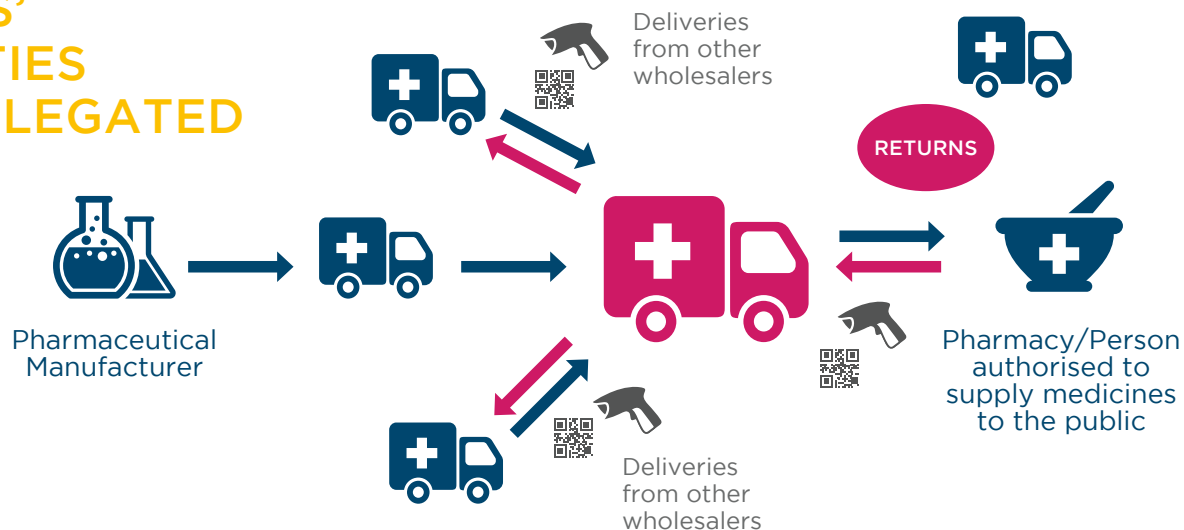 TIES
LEGATED
Deliveries
from other
wholesalers
RETURNS
Pharmaceutical
Manufacturer
Pharmacy/Person
authorised to
supply medicines
to the public
Deliveries
from other
wholesalers